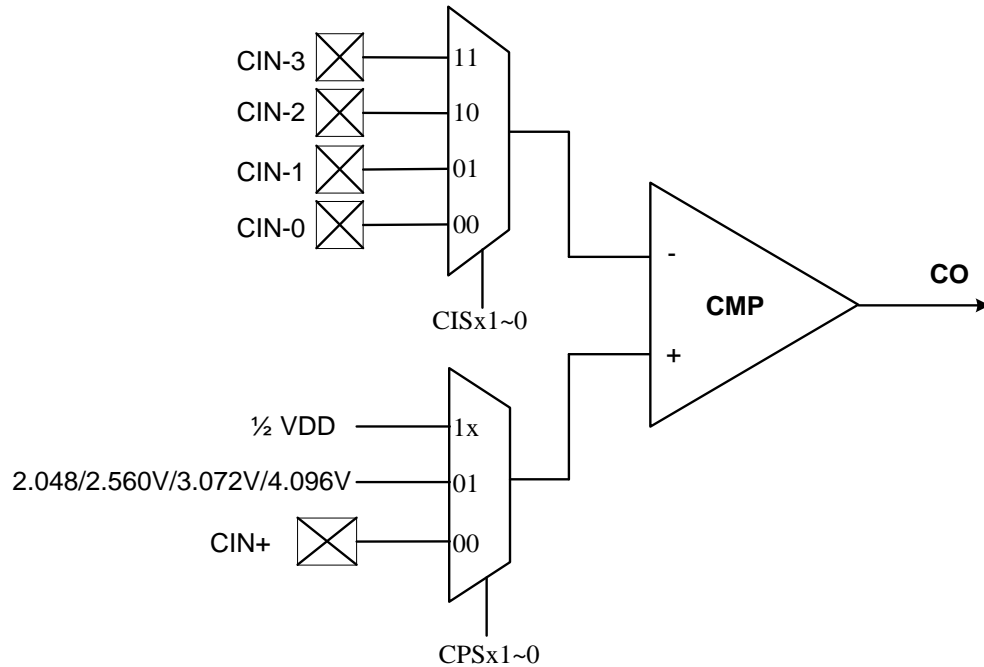 CIN-3
11
CIN-2
10
CIN-1
01
CIN-0
00
CISx1~0
-
CMP
+
CO
½ VDD
1x
2.048/2.560V/3.072V/4.096V
01
CIN+
00
CPSx1~0